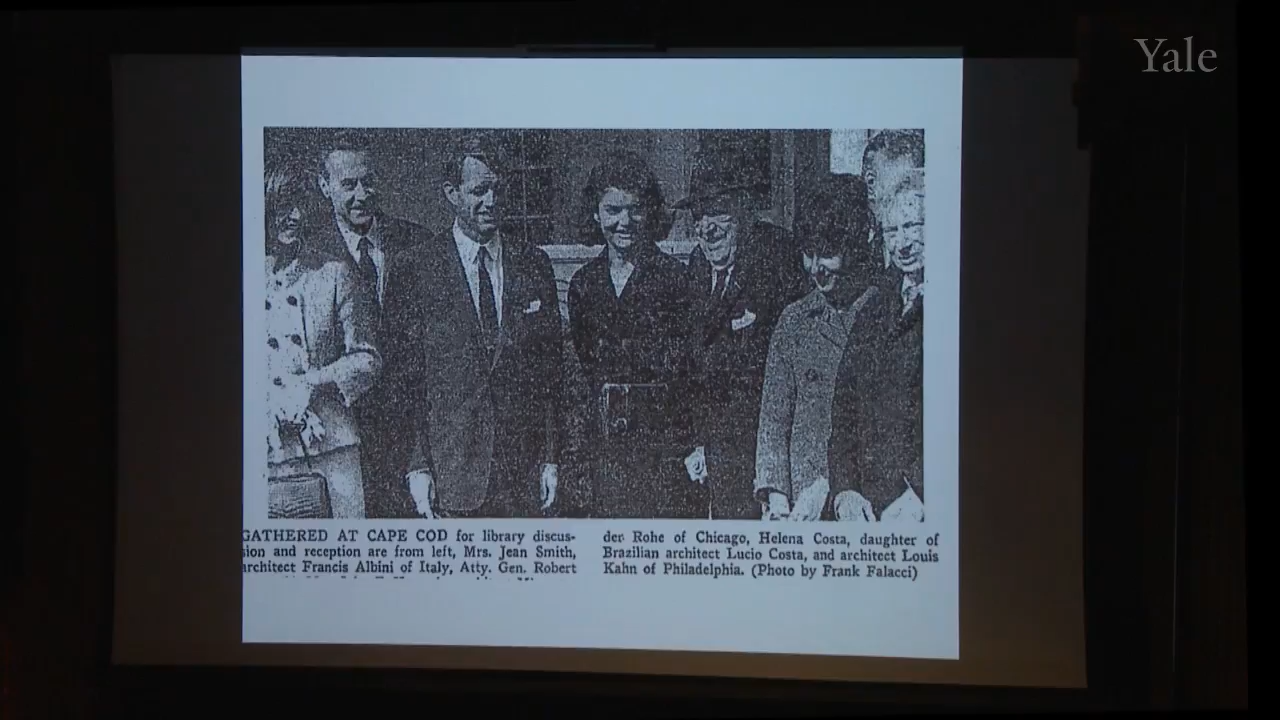 Yale
GATHERED AT CAPE COD for library discus-
sion and reception are from left, Mrs. Jean Smith,
architect Francis Albini of Italy, Atty. Gen. Robert
der Rohe of Chicago, Helena Costa, daughter of
Brazilian architect Lucio Costa, and architect Louis
Kahn of Philadelphia. (Photo by Frank Falacci)